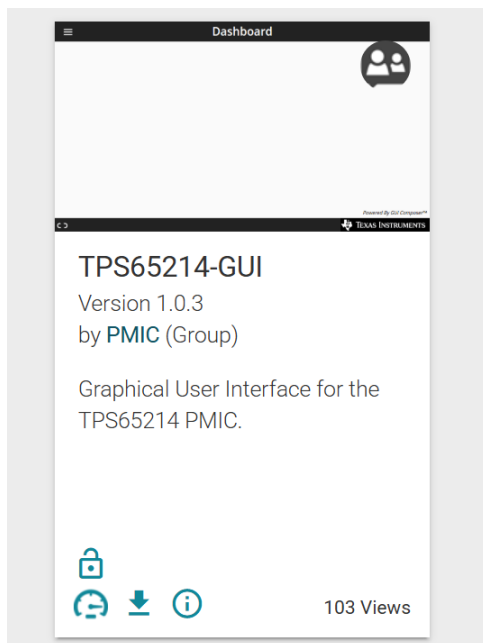 Dashboard
Powered By GUI Composer™
TEXAS INSTRUMENTS
TPS65214-GUI
Version 1.0.3
by PMIC (Group)
Graphical User Interface for the
TPS65214 PMIC.
103 Views